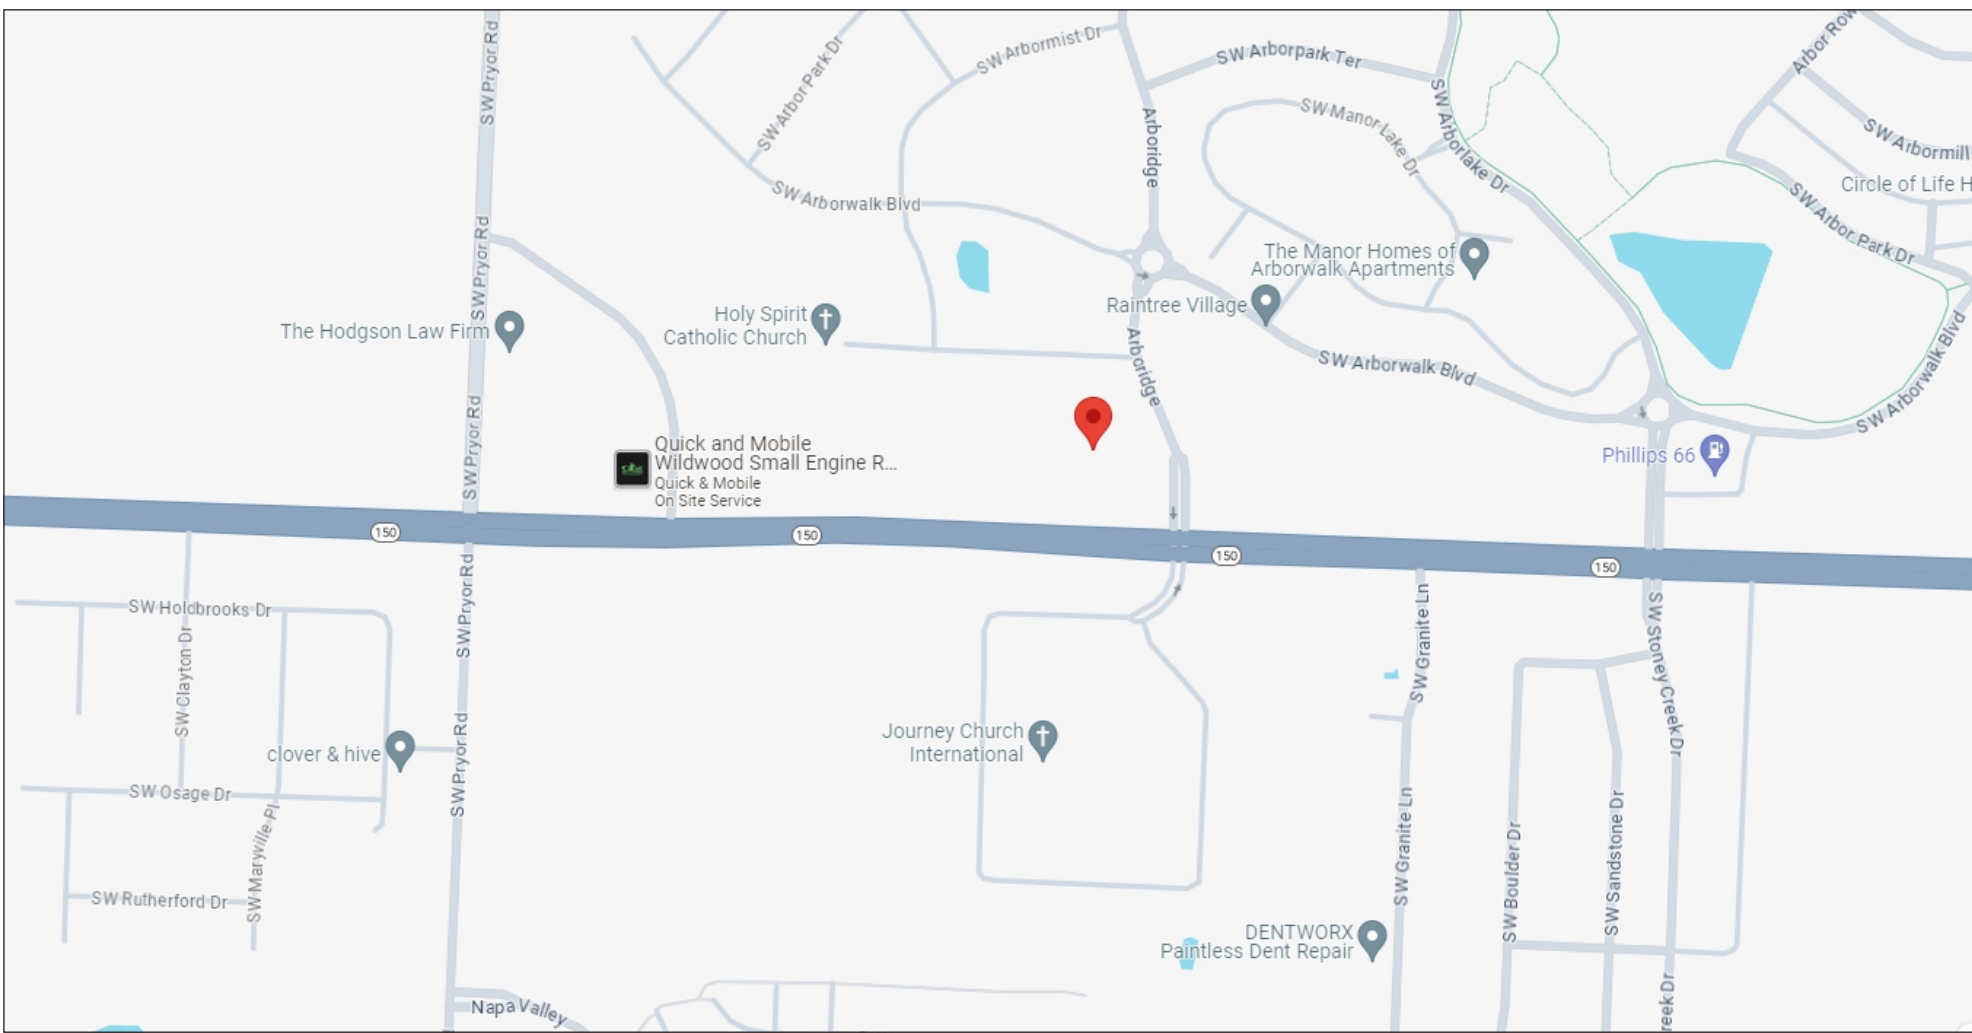 SW Pryor Rd
SW Arbor Park Dr
SW Arbormist Dr
SW Arborpark Ter
Arbor Row
SW Manor Lake Dr
SW Arborlake Dr
Arboridge
SW Arbormill
Circle of Life H
SW Arborwalk Blvd
SW Arbor Park Dr
SW Pryor Rd
The Manor Homes of
Arborwalk Apartments
Raintree Village
Holy Spirit
Catholic Church
The Hodgson Law Firm
Arboridge
SW Arborwalk Blvd
SW Arborwalk Blvd
SW Pryor Rd
Quick and Mobile
Wildwood Small Engine R...
Quick & Mobile
On Site Service
Phillips 66
150
150
150
150
SW Holdbrooks Dr
SW Clayton Dr
SW Pryor Rd
SW Granite Ln
SW Stoney Creek Dr
clover & hive
SW Pryor Rd
Journey Church
International
SW Osage Dr
SW Maryville Pl
SW Rutherford Dr
SW Granite Ln
SW Boulder Dr
SW Sandstone Dr
DENTWORX
Paintless Dent Repair
Napa Valley
reek Dr